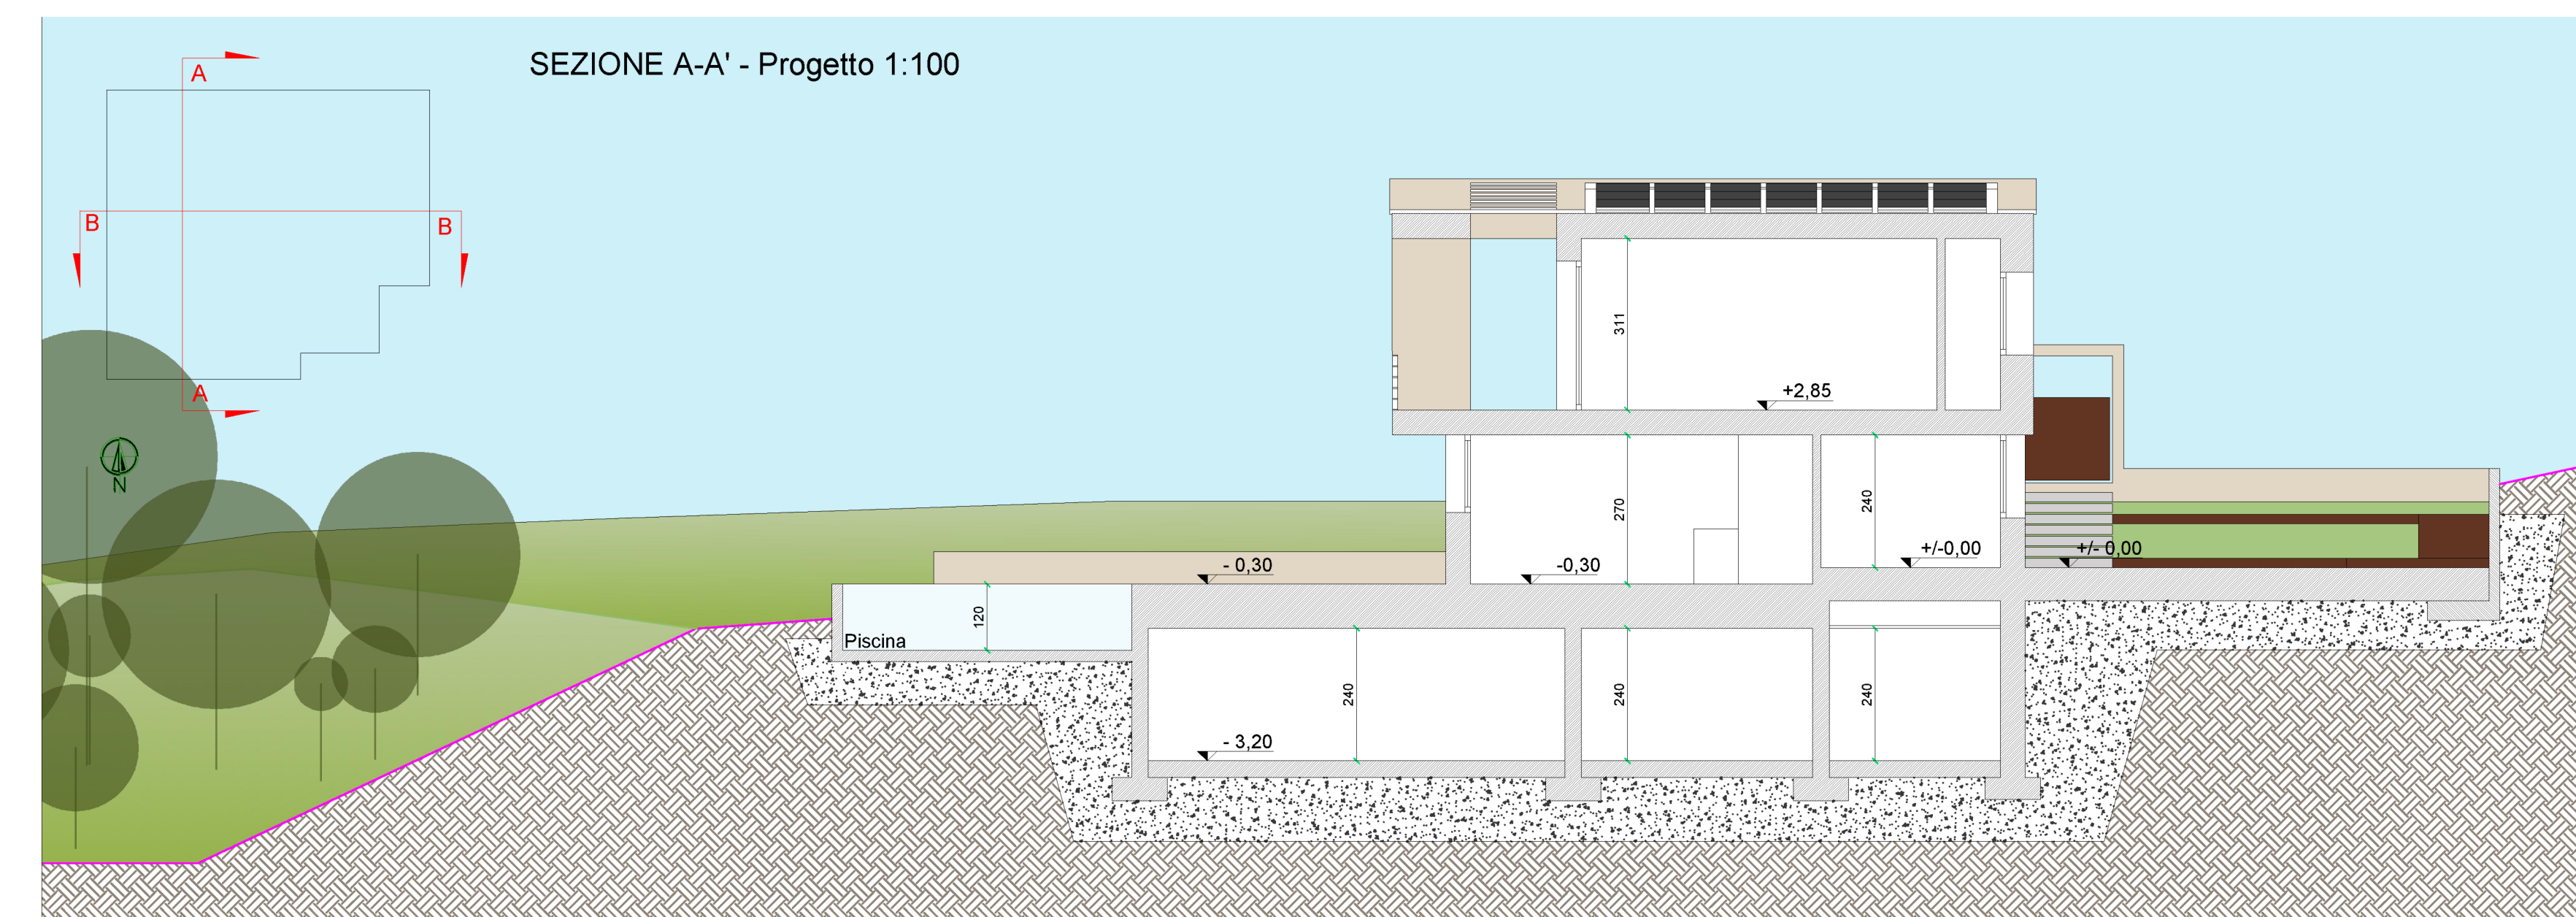 SEZIONE A-A' - Progetto 1:100
A
B
B
A
N
311
+2,85
270
240
- 0,30
-0,30
+/-0,00
+/- 0,00
120
Piscina
240
240
240
- 3,20